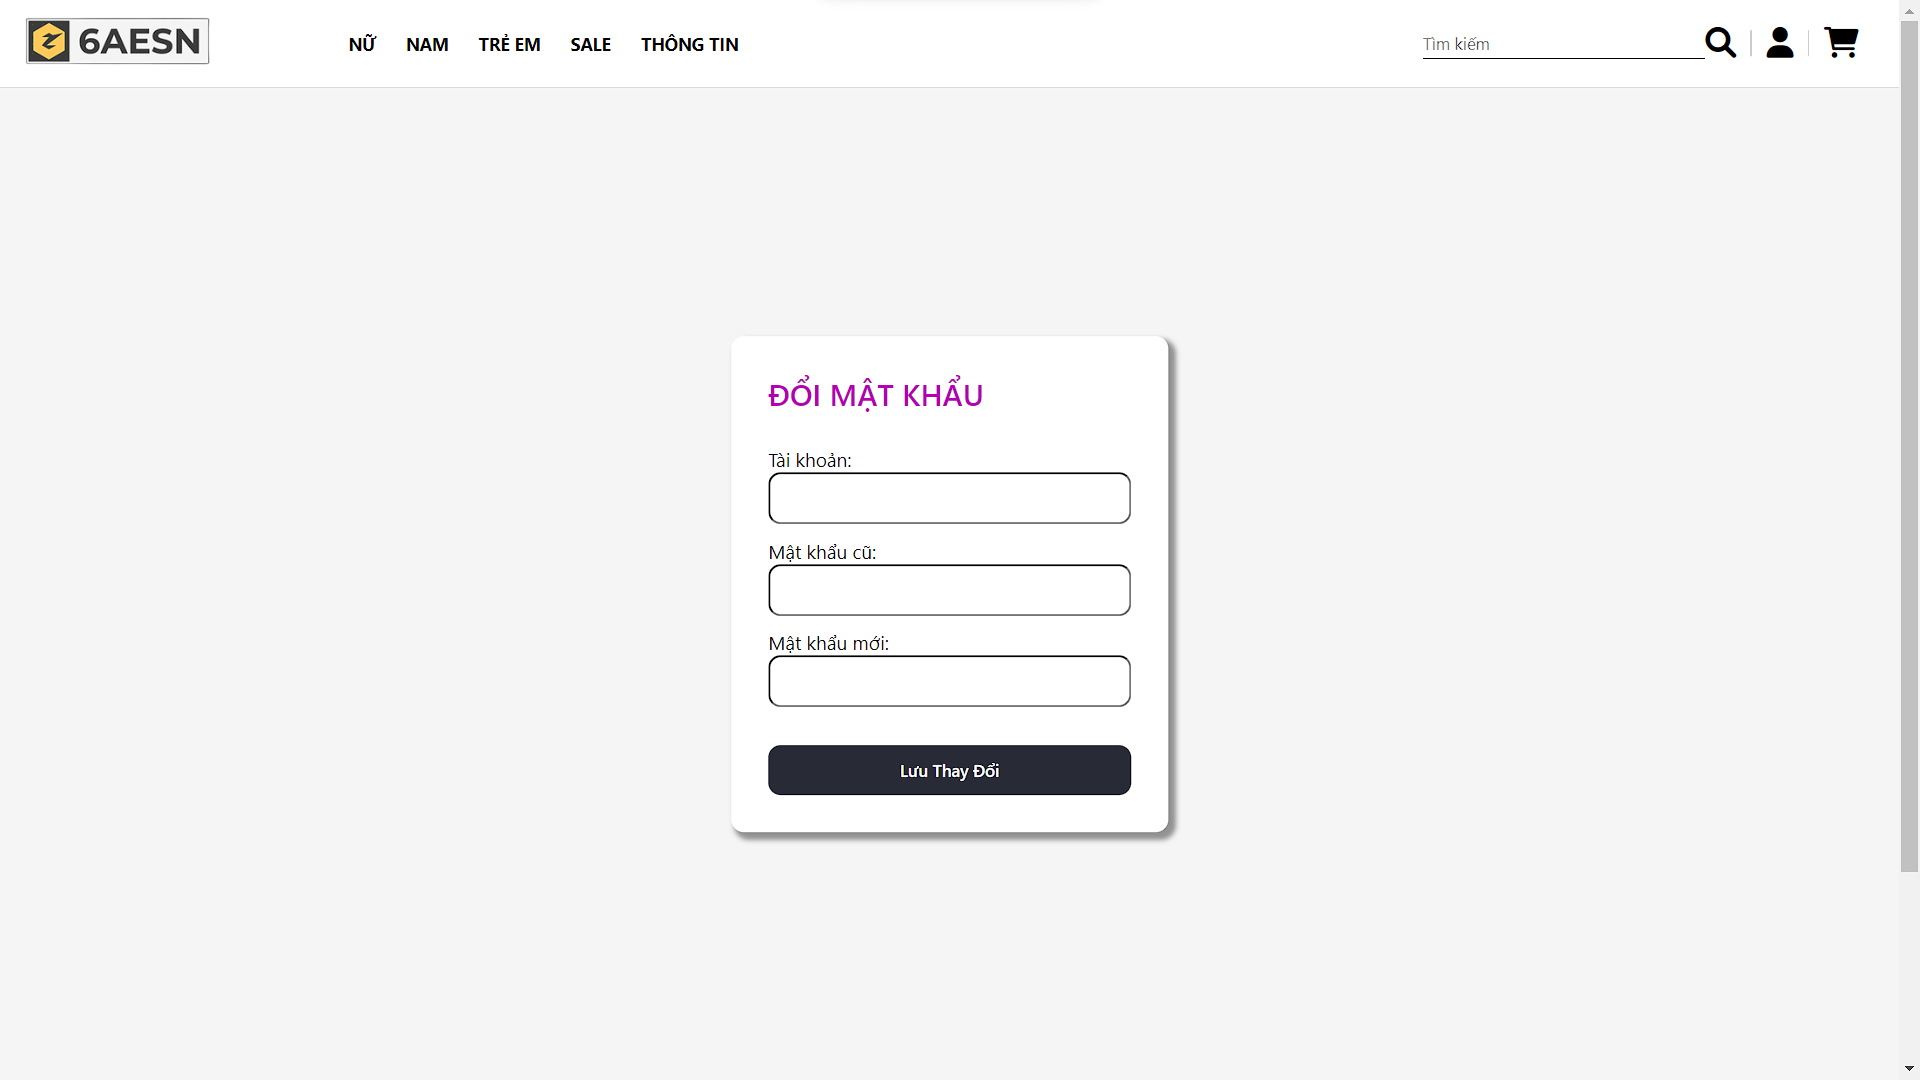 6AESN
NỮ NAM TRẺ EM SALE THÔNG TIN
Tìm kiếm
ĐỔI MẬT KHẨU
Tài khoản:
Mật khẩu cũ:
Mật khẩu mới:
Lưu Thay Đổi